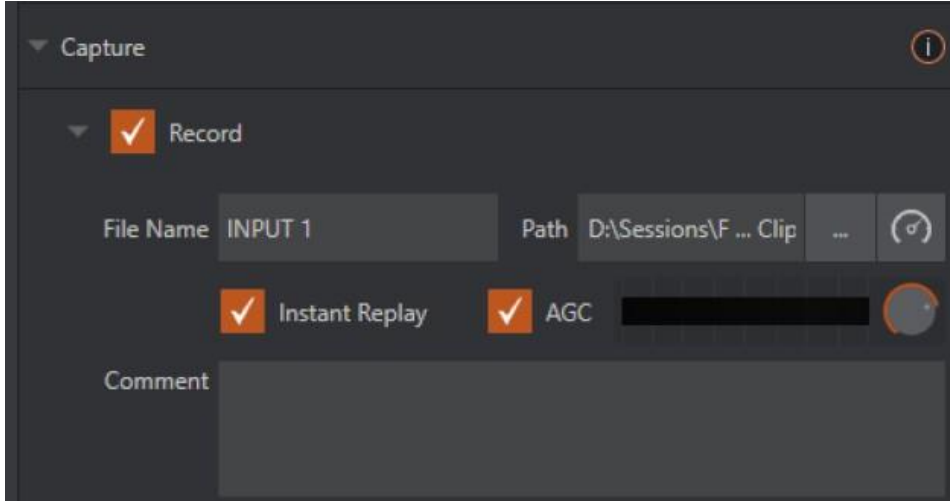 Capture
Record
File Name INPUT 1 Path D:\Sessions\F ... Clip ...
Instant Replay AGC
Comment